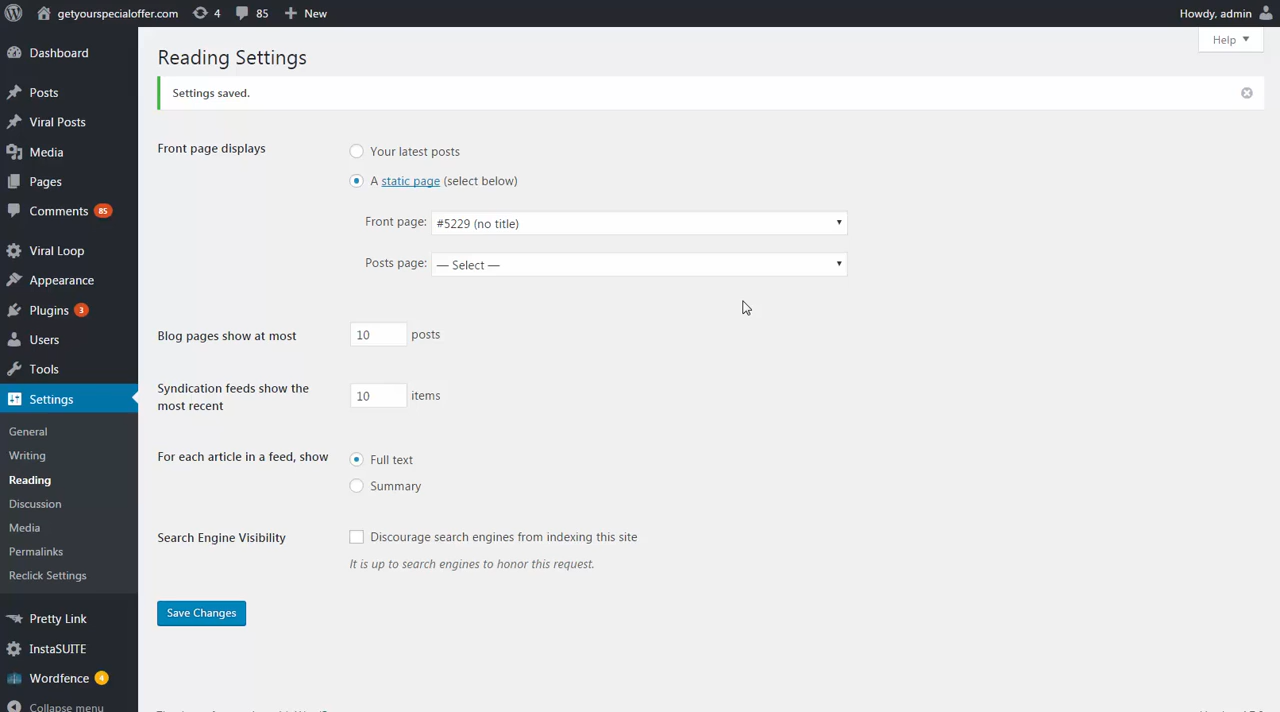 getyourspecialoffer.com 4 85 New Howdy, admin
Help
Dashboard
Posts
Viral Posts
Media
Pages
Comments 85
Viral Loop
Appearance
Plugins 3
Users
Tools
Settings
General
Writing
Reading
Discussion
Media
Permalinks
Reclick Settings
Pretty Link
InstaSUITE
Wordfence 4
Collapse menu
Reading Settings
Settings saved.
Front page displays
Your latest posts
A static page (select below)
Front page: #5229 (no title)
Posts page: — Select —
Blog pages show at most 10 posts
Syndication feeds show the
most recent
10 items
For each article in a feed, show
Full text
Summary
Search Engine Visibility
Discourage search engines from indexing this site
It is up to search engines to honor this request.
Save Changes